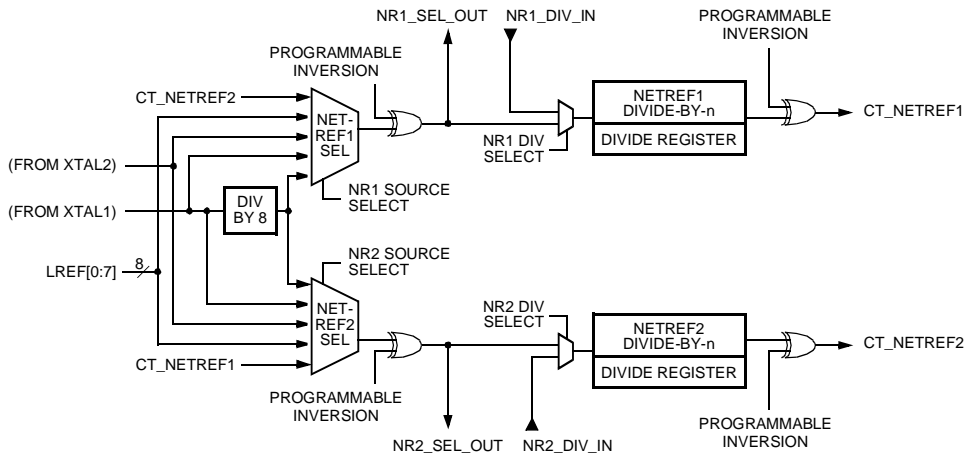 NR1_SEL_OUT
NR1_DIV_IN
PROGRAMMABLE
INVERSION
PROGRAMMABLE
INVERSION
CT_NETREF2
NET-
REF1
SEL
NETREF1
DIVIDE-BY-n
DIVIDE REGISTER
CT_NETREF1
NR1 DIV
SELECT
(FROM XTAL2)
NR1 SOURCE
SELECT
(FROM XTAL1)
DIV
BY 8
LREF[0:7]
8
NR2 SOURCE
SELECT
NET-
REF2
SEL
NR2 DIV
SELECT
NETREF2
DIVIDE-BY-n
DIVIDE REGISTER
CT_NETREF2
CT_NETREF1
PROGRAMMABLE
INVERSION
PROGRAMMABLE
INVERSION
NR2_SEL_OUT
NR2_DIV_IN